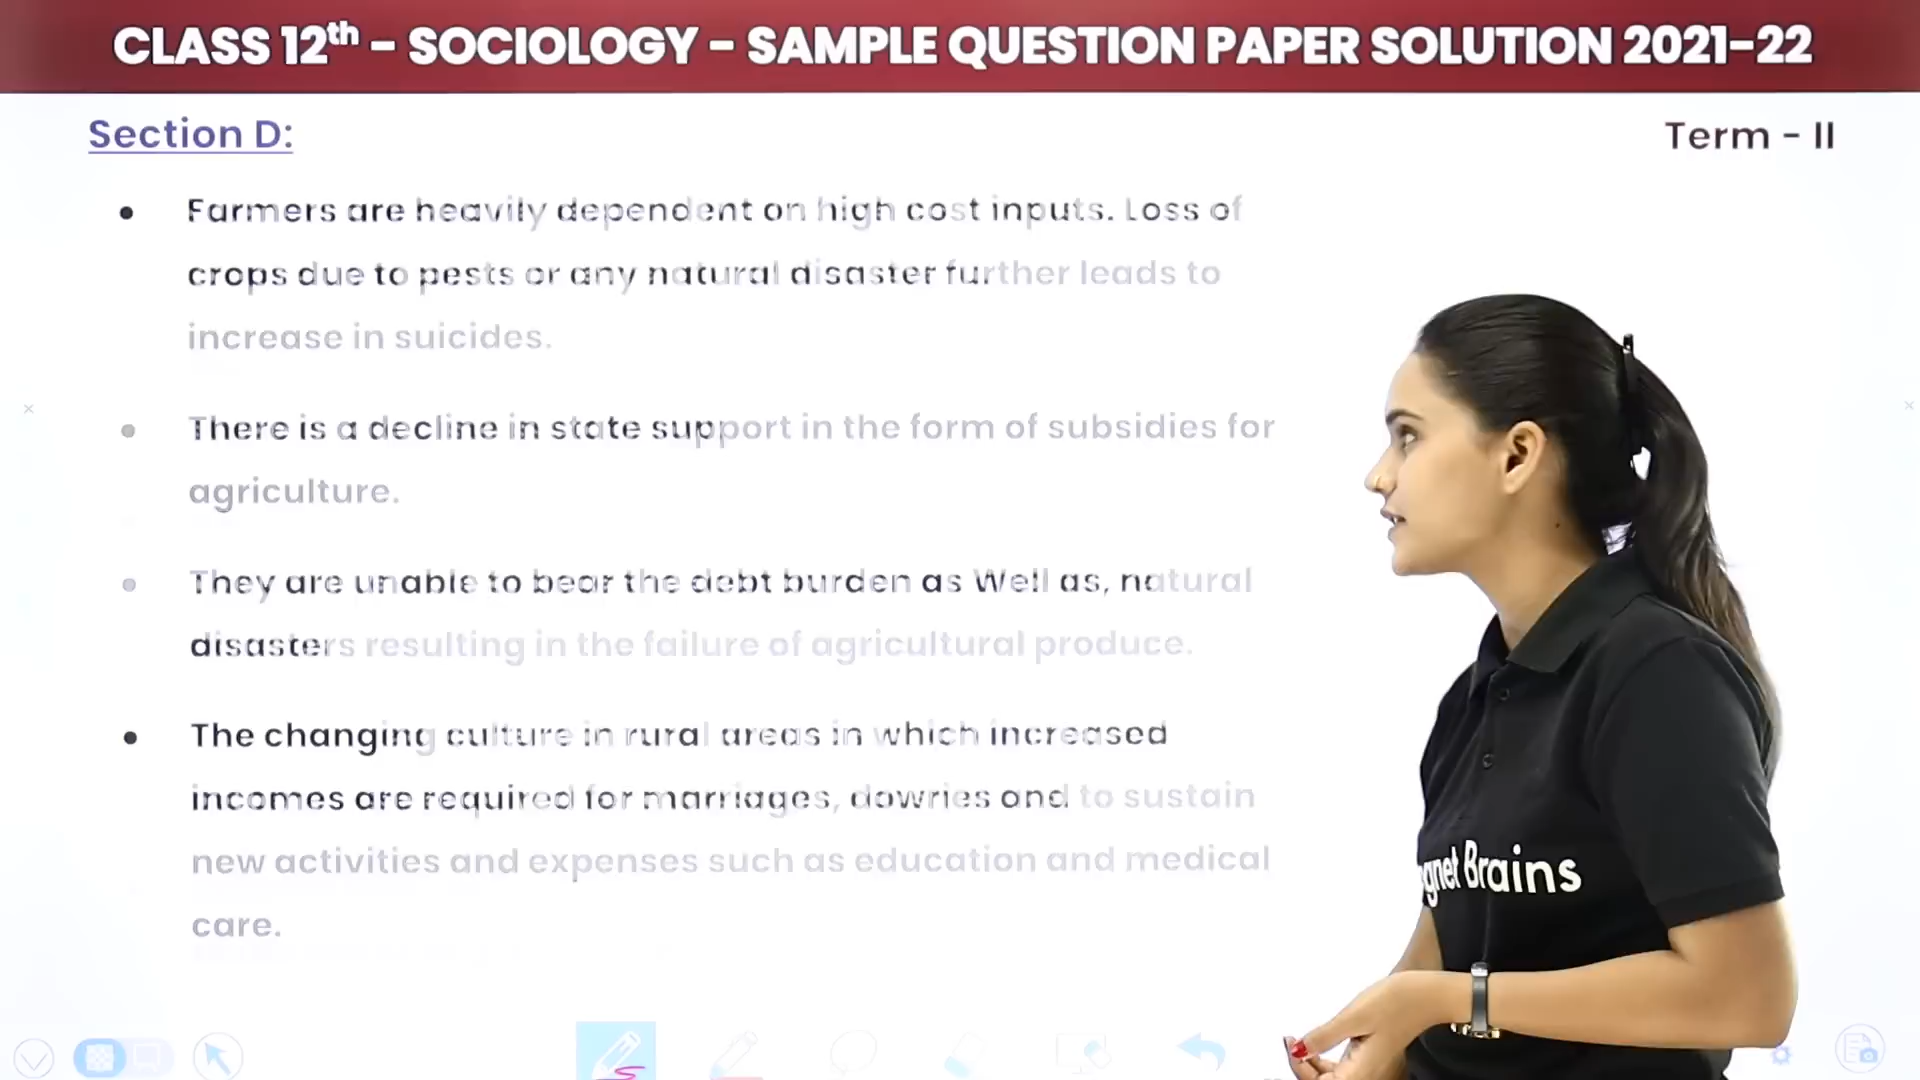 CLASS 12th - SOCIOLOGY - SAMPLE QUESTION PAPER SOLUTION 2021-22
Section D:
Term - II
• Farmers are heavily dependent on high cost inputs. Loss of
crops due to pests or any natural disaster further leads to
increase in suicides.
• There is a decline in state support in the form of subsidies for
agriculture.
• They are unable to bear the debt burden as Well as, natural
disasters resulting in the failure of agricultural produce.
• The changing culture in rural areas in which increased
incomes are required for marriages, dowries and to sustain
new activities and expenses such as education and medical
care.
gnet Brains